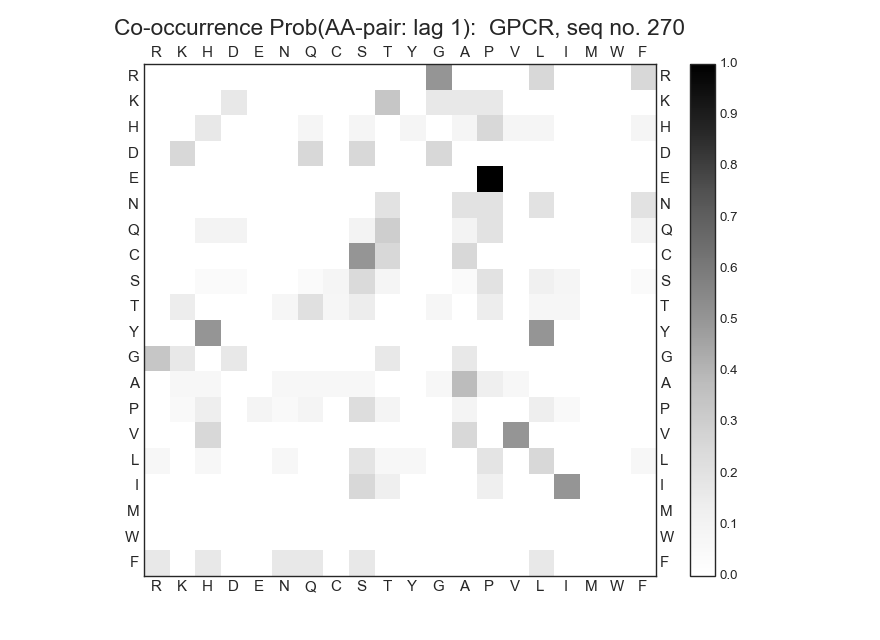 Co-occurrence Prob(AA-pair: lag 1):  GPCR, seq no. 270
R K H D E N Q C S T Y G A P V L I M W F
R R
K K
H H
D D
E E
N N
Q Q
C C
S S
T T
Y Y
G G
A A
P P
V V
L L
I I
M M
W W
F F
R K H D E N Q C S T Y G A P V L I M W F
1.0
0.9
0.8
0.7
0.6
0.5
0.4
0.3
0.2
0.1
0.0